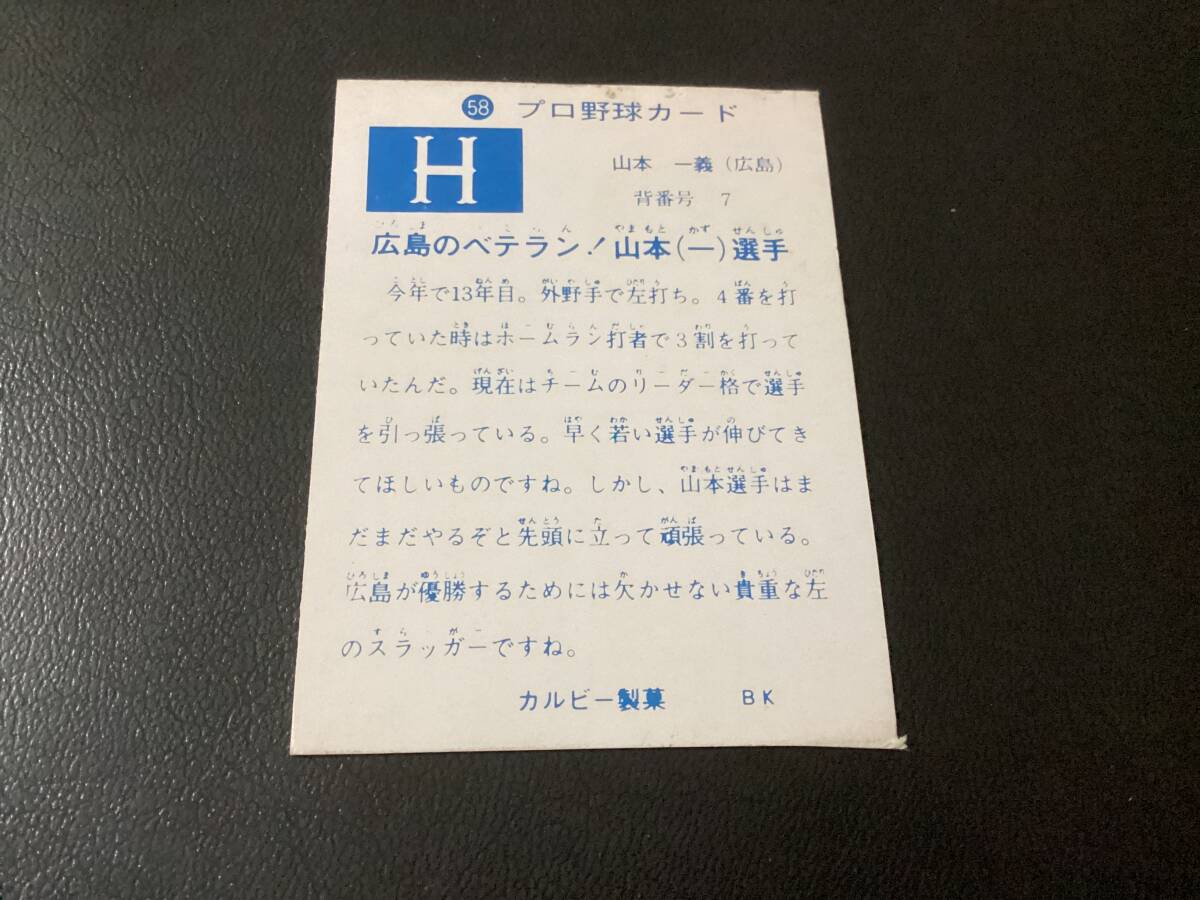 58 プロ野球カード
H
山本 一義（広島）
背番号 7
広島のベテラン！山本（一）選手
今年で13年目。外野手で左打ち。4番を打
っていた時はホームラン打者で3割を打って
いたんだ。現在はチームのリーダー格で選手
を引っ張っている。早く若い選手が伸びてき
てほしいものですね。しかし、山本選手はま
だまだやるぞと先頭に立って頑張っている。
広島が優勝するためには欠かせない貴重な左
のスラッガーですね。
カルビー製菓 BK